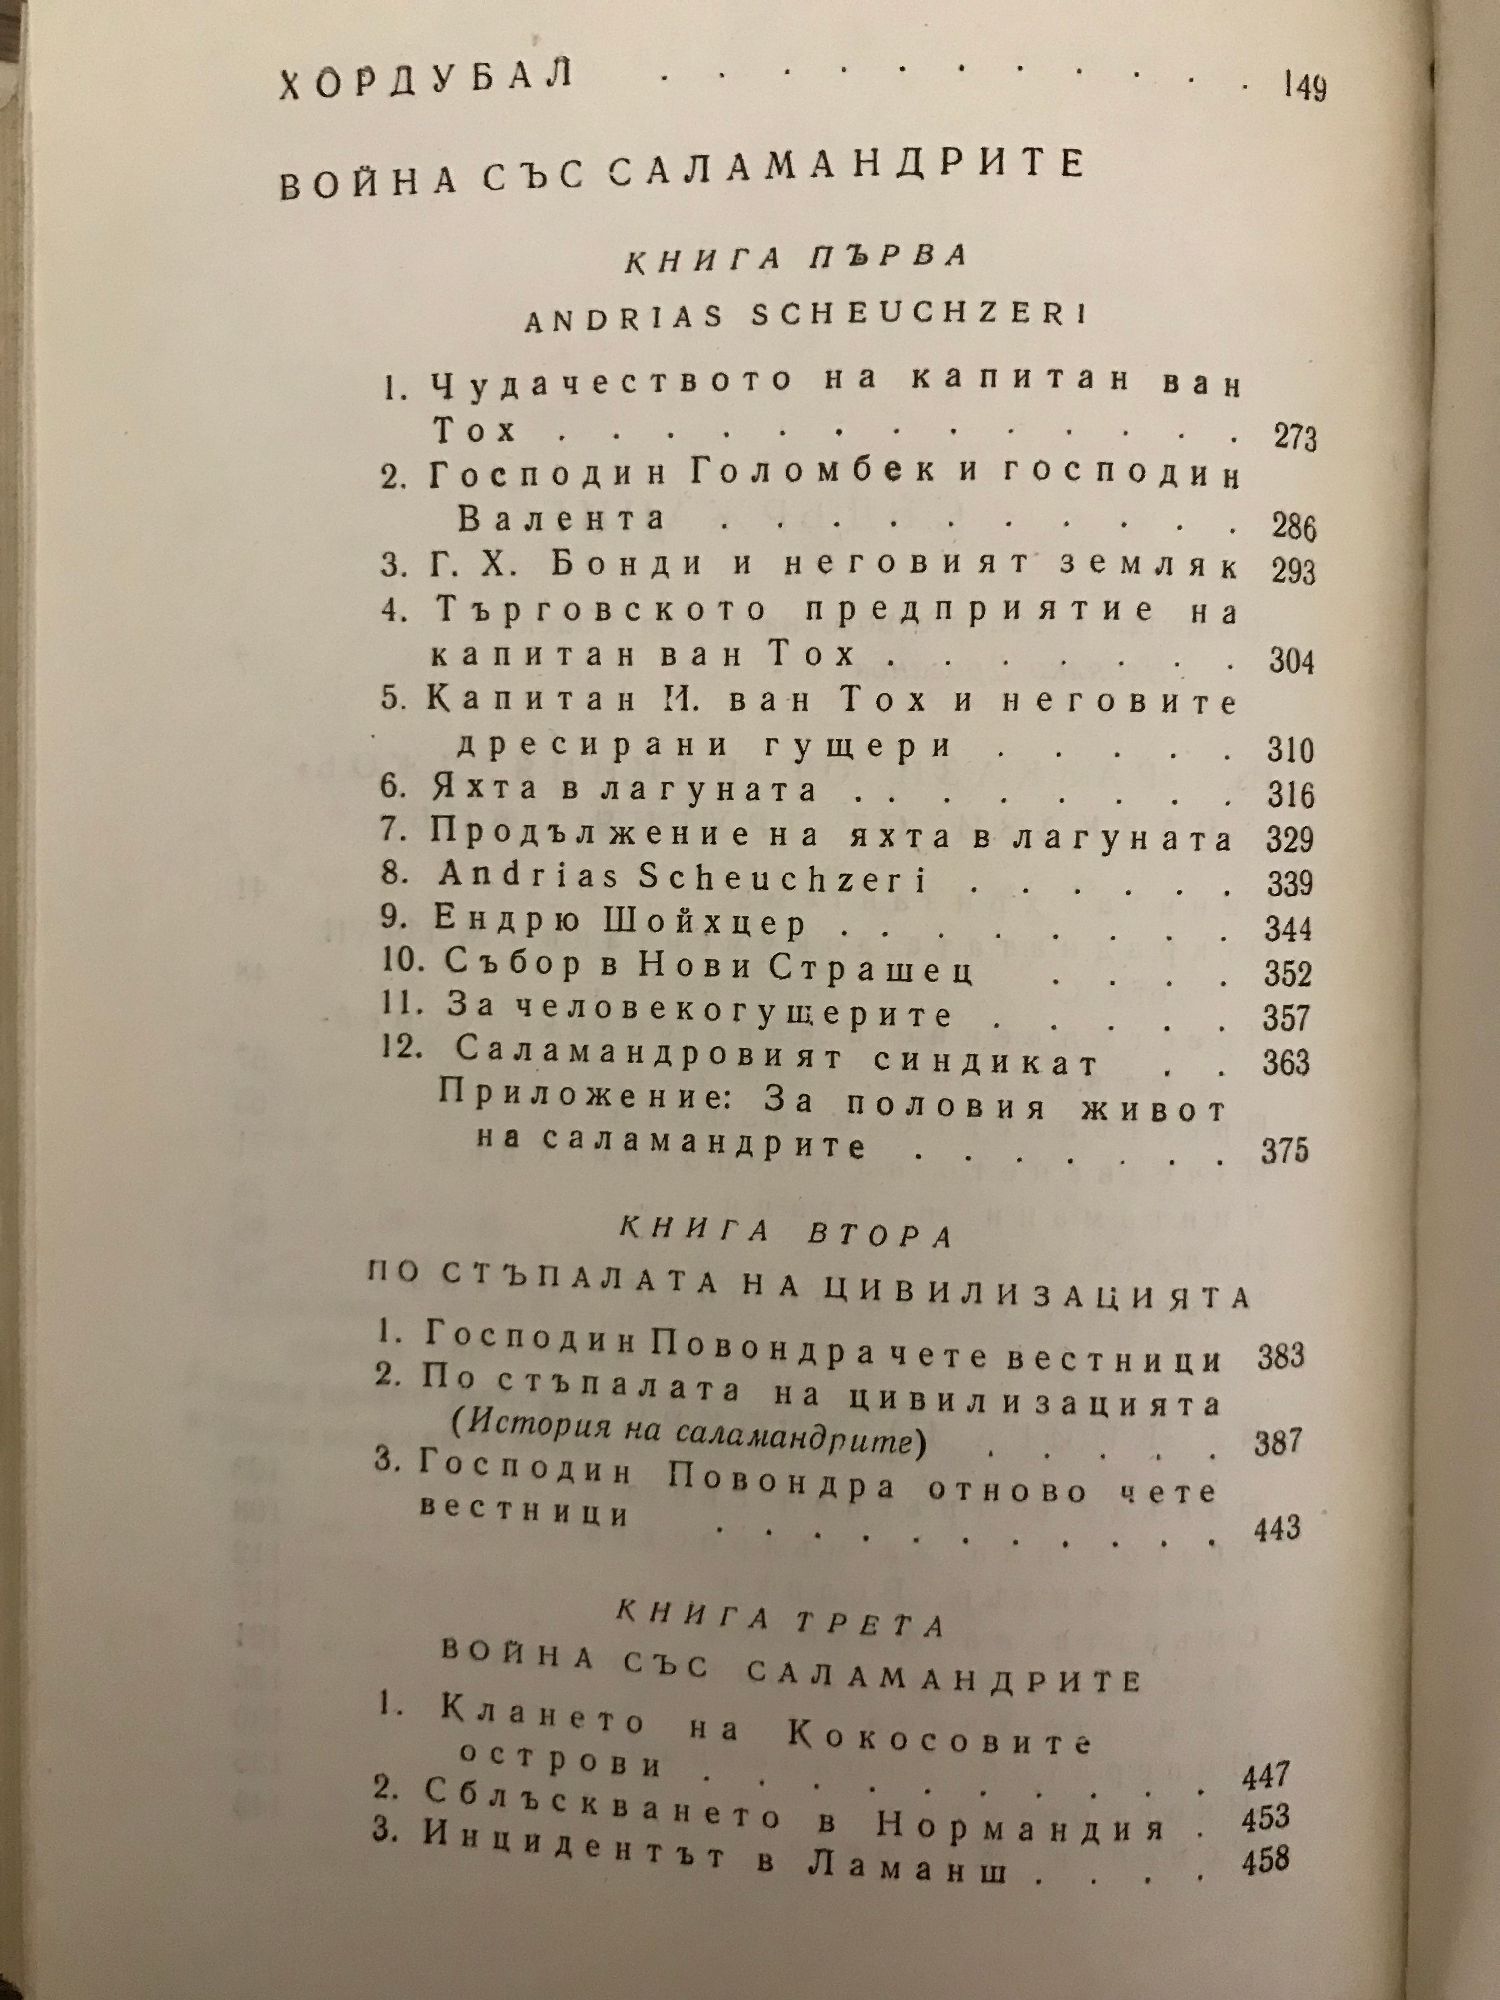 ХОРДУБАЛ . . . . . . . . . . . 149
ВОЙНА СЪС САЛАМАНДРИТЕ
КНИГА ПЪРВА
ANDRIAS SCHEUCHZERI
1. Чудачеството на капитан ван
Тох . . . . . . . . . . . . . 273
2. Господин Голомбек и господин
Валента . . . . . . . . . . 286
3. Г. Х. Бонди и неговият земляк 293
4. Търговското предприятие на
капитан ван Тох . . . . . . . 304
5. Капитан И. ван Тох и неговите
дресирани гущери . . . . . 310
6. Яхта в лагуната . . . . . . . . 316
7. Продължение на яхта в лагуната 329
8. Andrias Scheuchzeri . . . . . . 339
9. Ендрю Шойхцер . . . . . . . . 344
10. Събор в Нови Страшец . . . . 352
11. За человекогущерите . . . . . 357
12. Саламандровият синдикат . . 363
Приложение: За половия живот
на саламандрите . . . . . . . 375
КНИГА ВТОРА
ПО СТЪПАЛАТА НА ЦИВИЛИЗАЦИЯТА
1. Господин Повондра чете вестници 383
2. По стъпалата на цивилизацията
(История на саламандрите) . . . . . 387
3. Господин Повондра отново чете
вестници . . . . . . . . . . . 443
КНИГА ТРЕТА
ВОЙНА СЪС САЛАМАНДРИТЕ
1. Клането на Кокосовите
острови . . . . . . . . . . 447
2. Сблъскването в Нормандия . 453
3. Инцидентът в Ламанш . . . . 458